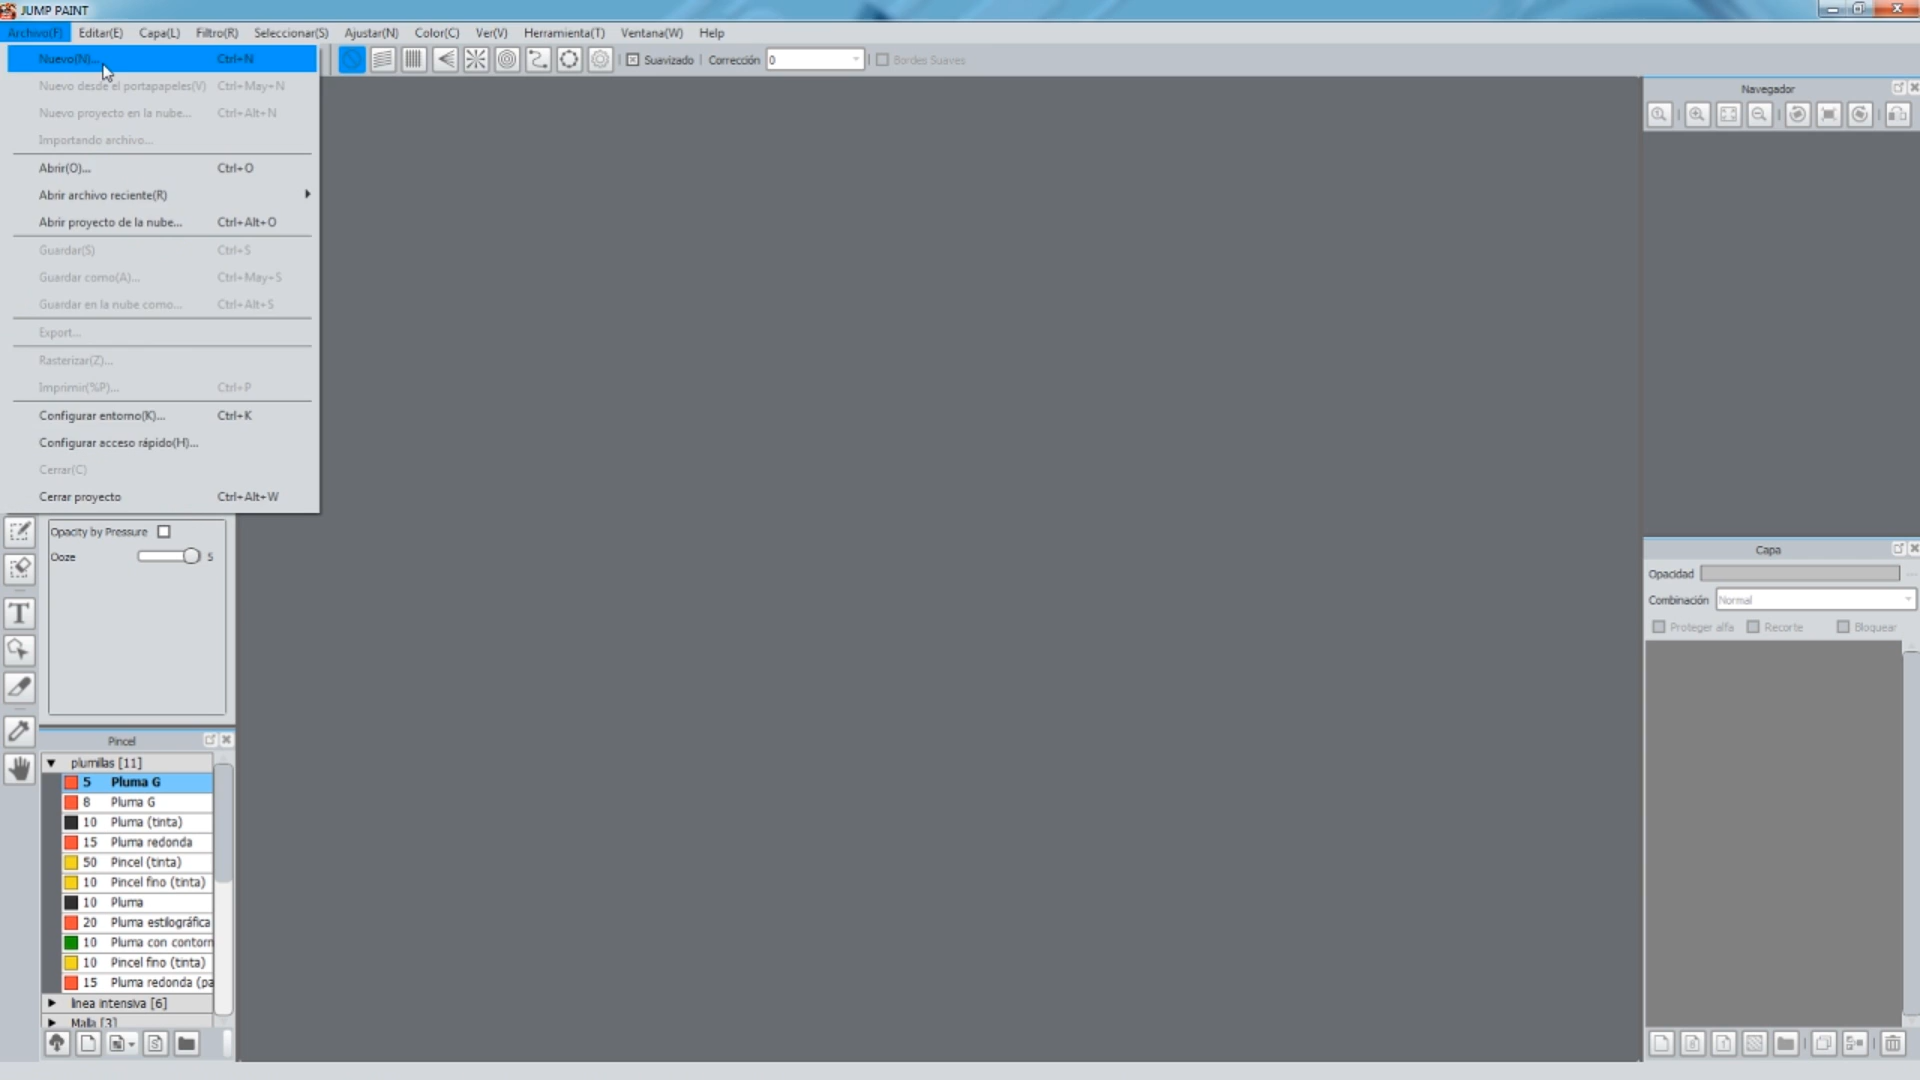 JUMP PAINT
Archivo(F) Editar(E) Capa(L) Filtro(R) Seleccionar(S) Ajustar(N) Color(C) Ver(V) Herramienta(T) Ventana(W) Help
Nuevo(N)... Ctrl+N
Suavizado Corrección 0 Bordes Suaves
Nuevo desde el portapapeles(V) Ctrl+May+N
Nuevo proyecto en la nube... Ctrl+Alt+N
Importando archivo...
Abrir(O)... Ctrl+O
Abrir archivo reciente(R)
Abrir proyecto de la nube... Ctrl+Alt+O
Guardar(S) Ctrl+S
Guardar como(A)... Ctrl+May+S
Guardar en la nube como... Ctrl+Alt+S
Export...
Rasterizar(Z)...
Imprimir(%P)... Ctrl+P
Configurar entorno(K)... Ctrl+K
Configurar acceso rápido(H)...
Cerrar(C)
Cerrar proyecto Ctrl+Alt+W
Opacity by Pressure
Ooze 5
T
Pincel
plumillas [11]
5 Pluma G
8 Pluma G
10 Pluma (tinta)
15 Pluma redonda
50 Pincel (tinta)
10 Pincel fino (tinta)
10 Pluma
20 Pluma estilográfica
10 Pluma con contorn
10 Pincel fino (tinta)
15 Pluma redonda (pa
linea intensiva [6]
Malla [3]
Navegador
Capa
Opacidad
Combinación Normal
Proteger alfa Recorte Bloquear